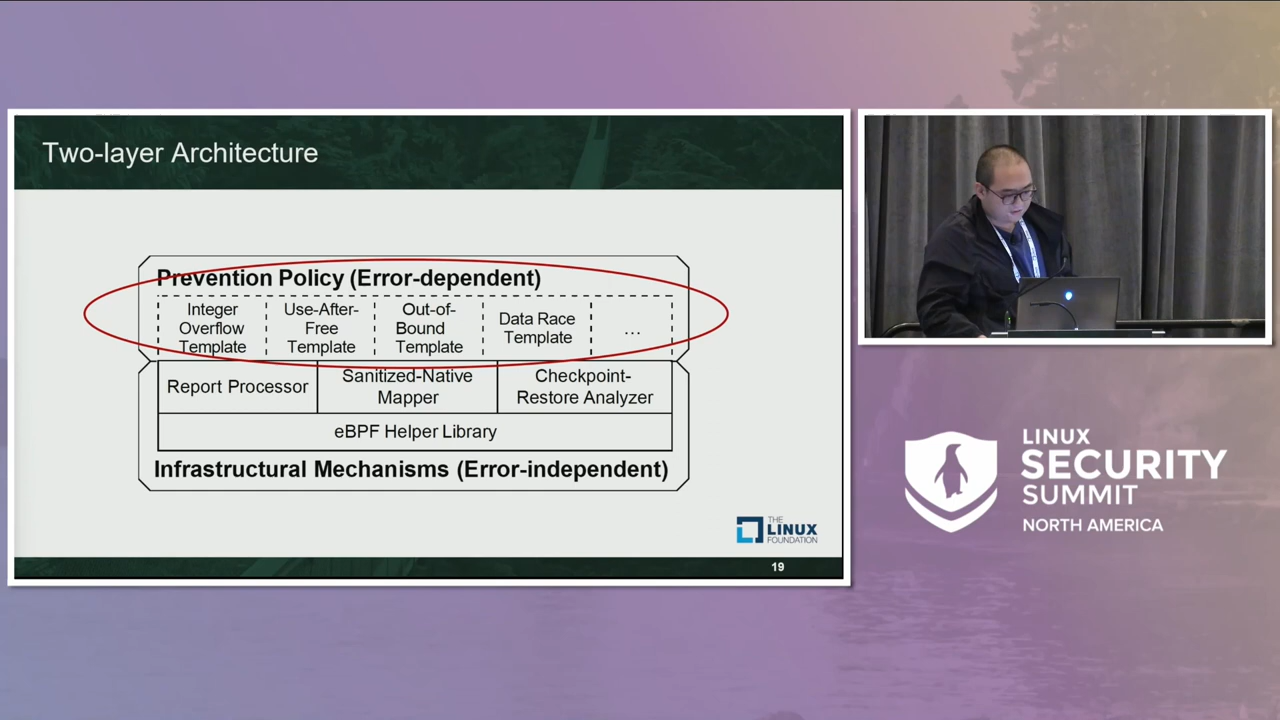 Two-layer Architecture
Prevention Policy (Error-dependent)
Integer
Overflow
Template
Use-After-
Free
Template
Out-of-
Bound
Template
Data Race
Template
...
Report Processor
Sanitized-Native
Mapper
Checkpoint-
Restore Analyzer
eBPF Helper Library
Infrastructural Mechanisms (Error-independent)
THE
LINUX
FOUNDATION
19
LINUX
SECURITY
SUMMIT
NORTH AMERICA